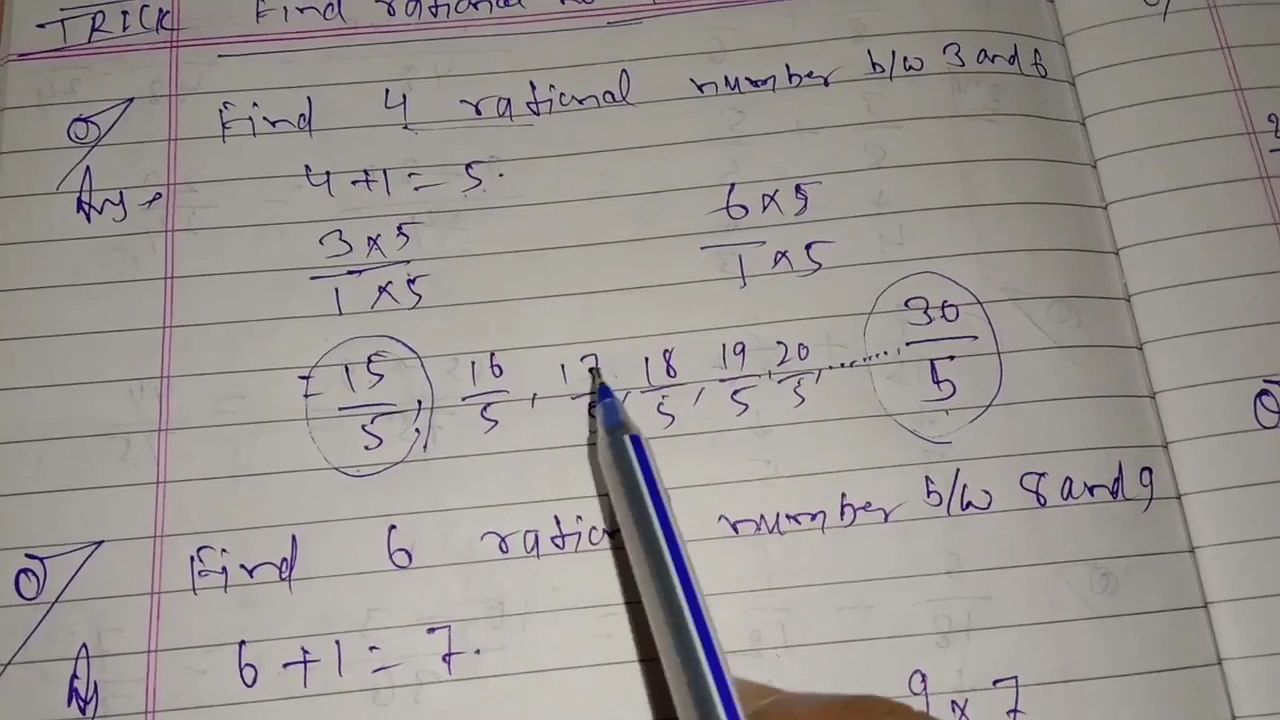 TRICK Find rational
Q Find 4 rational number b/w 3 and 6
Ans → 4+1 = 5.
3 x 5 / 1 x 5 6 x 5 / 1 x 5
= 15/5, 16/5, 17/5, 18/5, 19/5, 20/5, ........ 30/5
Q Find 6 number b/w 8 and 9
6 + 1 = 7.
9 x 7